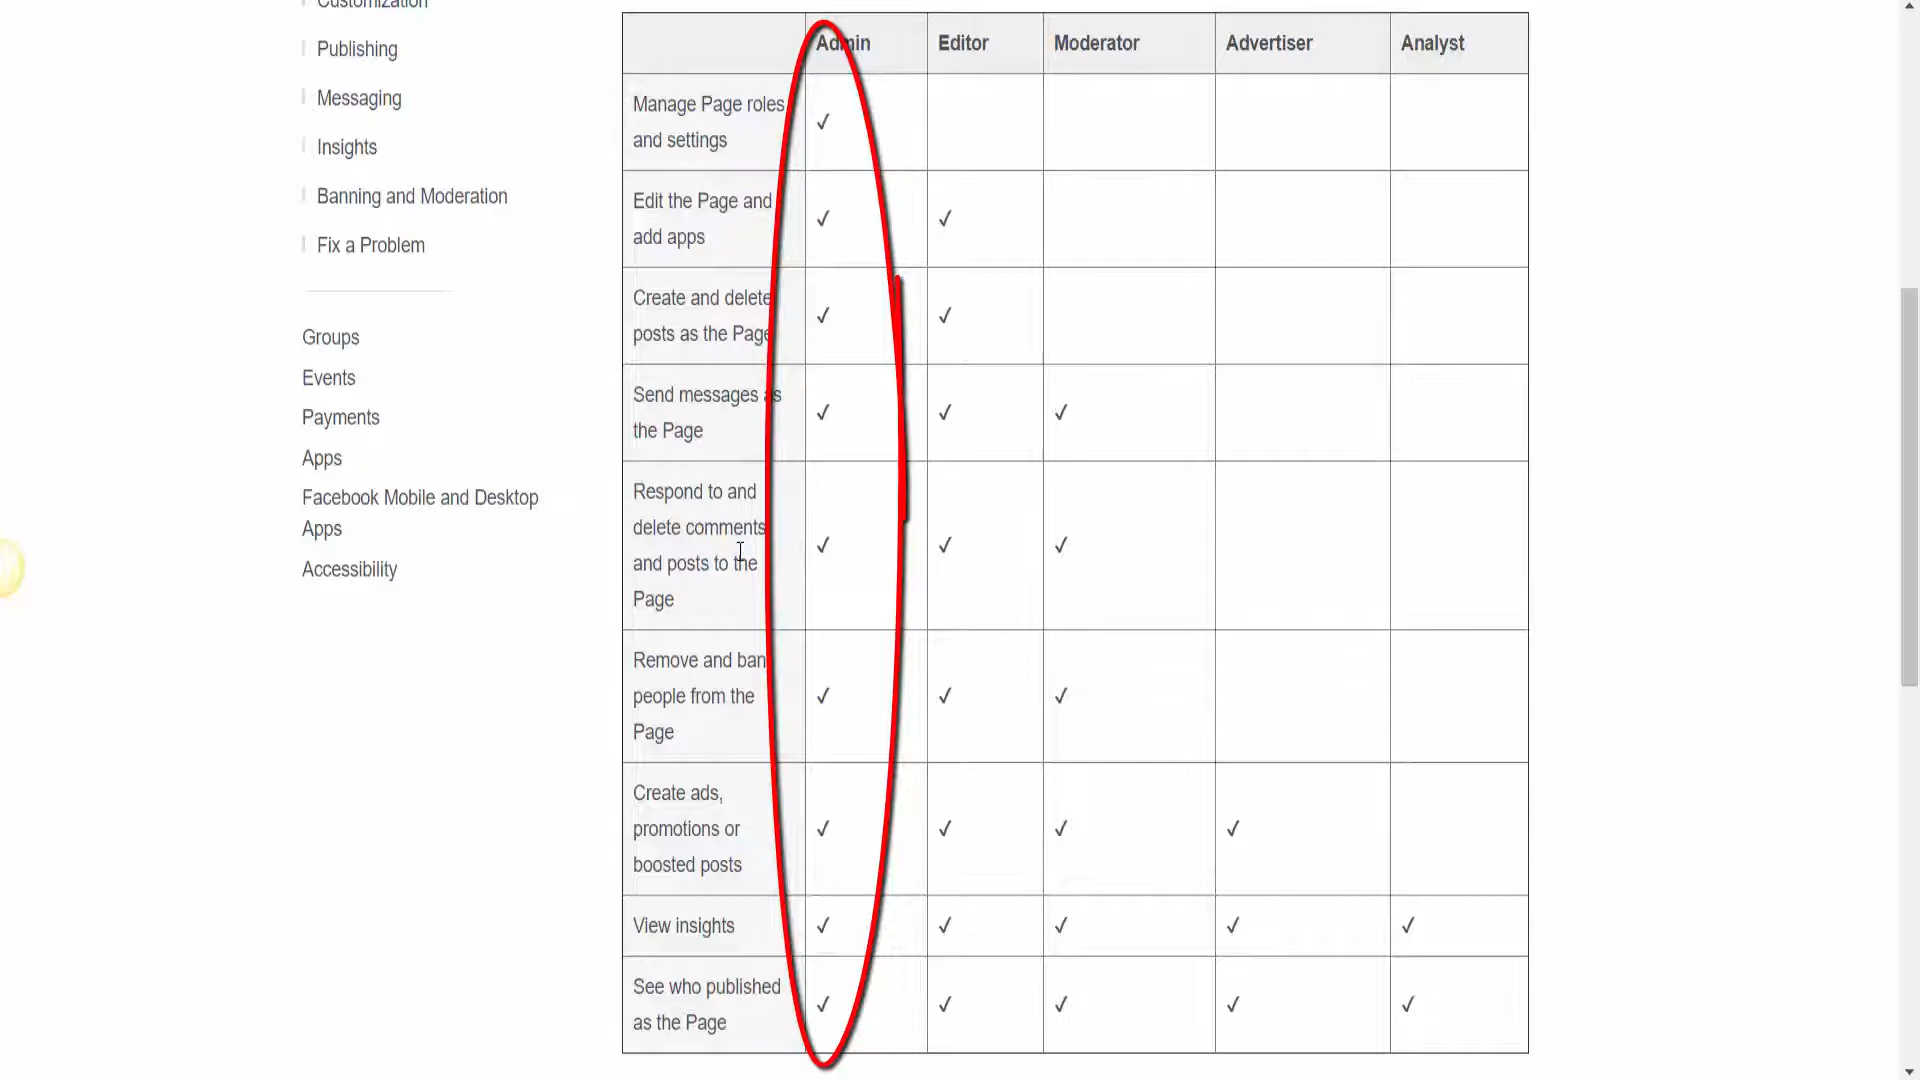 Customization
Publishing
Messaging
Insights
Banning and Moderation
Fix a Problem
Groups
Events
Payments
Apps
Facebook Mobile and Desktop
Apps
Accessibility
Admin Editor Moderator Advertiser Analyst
Manage Page roles
and settings
✓
Edit the Page and
add apps
✓ ✓
Create and delete
posts as the Page
✓ ✓
Send messages as
the Page
✓ ✓ ✓
Respond to and
delete comments
and posts to the
Page
✓ ✓ ✓
Remove and ban
people from the
Page
✓ ✓ ✓
Create ads,
promotions or
boosted posts
✓ ✓ ✓ ✓
View insights ✓ ✓ ✓ ✓ ✓
See who published
as the Page
✓ ✓ ✓ ✓ ✓